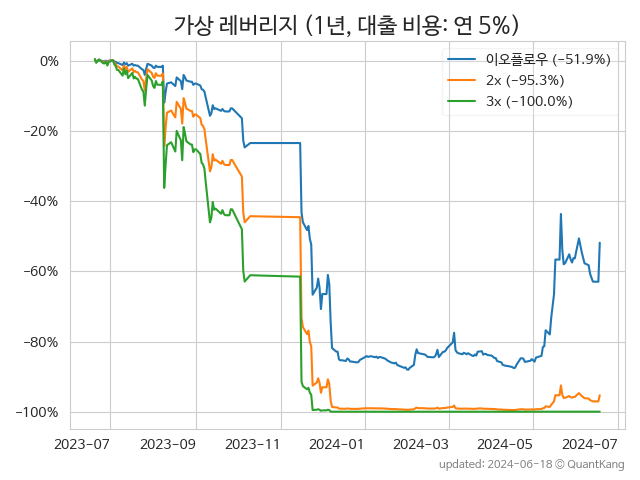 가상 레버리지 (1년, 대출 비용: 연 5%)
이오플로우 (−51.9%)
2x (−95.3%)
3x (−100.0%)
0%
−20%
−40%
−60%
−80%
−100%
2023-07 2023-09 2023-11 2024-01 2024-03 2024-05 2024-07
updated: 2024-06-18 © QuantKang